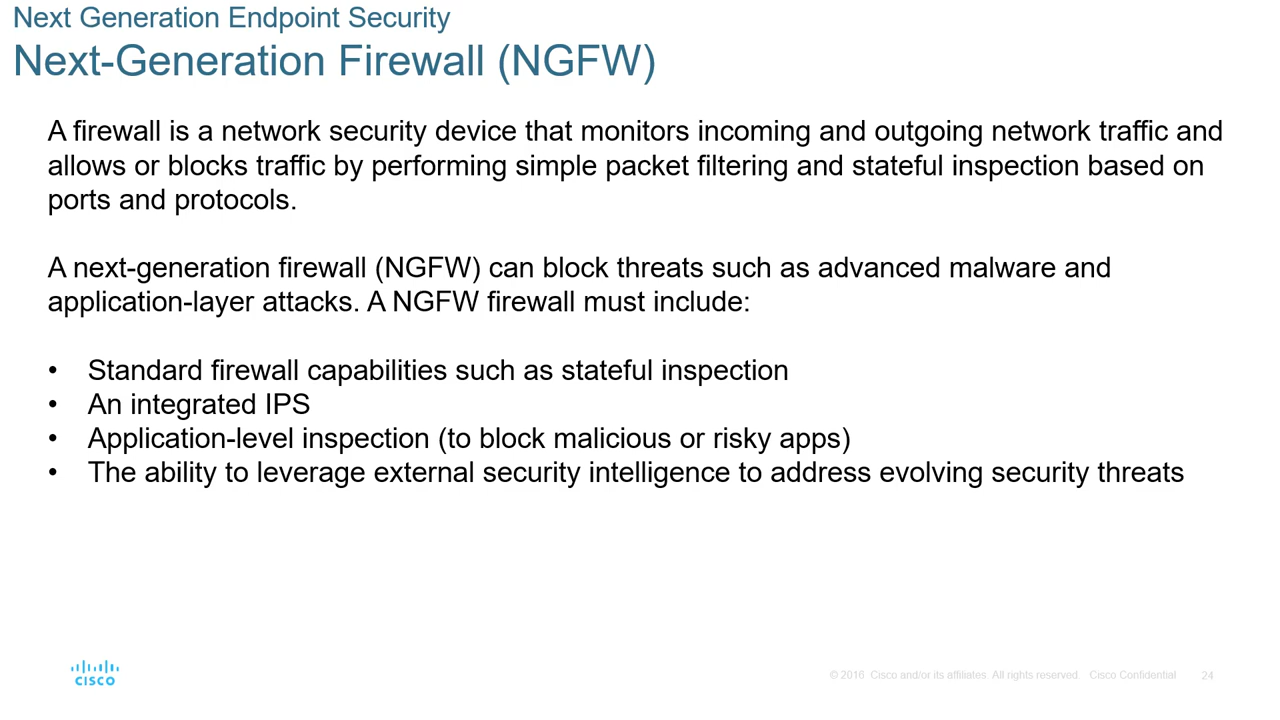 Next Generation Endpoint Security
Next-Generation Firewall (NGFW)
A firewall is a network security device that monitors incoming and outgoing network traffic and
allows or blocks traffic by performing simple packet filtering and stateful inspection based on
ports and protocols.
A next-generation firewall (NGFW) can block threats such as advanced malware and
application-layer attacks. A NGFW firewall must include:
• Standard firewall capabilities such as stateful inspection
• An integrated IPS
• Application-level inspection (to block malicious or risky apps)
• The ability to leverage external security intelligence to address evolving security threats
CISCO
© 2016 Cisco and/or its affiliates. All rights reserved. Cisco Confidential 24